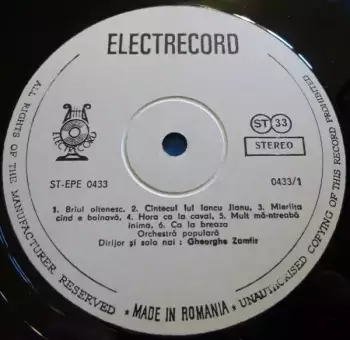 ELECTRECORD
ELECTRECORD
ST 33
STEREO
ST-EPE 0433
0433/1
1. Brîul oltenesc. 2. Cîntecul lui Iancu Jianu. 3. Mierlița
cînd e bolnavă. 4. Hora ca la caval. 5. Mult mă-ntreabă
inima. 6. Ca la breaza
Orchestră populară
Dirijor și solo nai : Gheorghe Zamfir
ALL RIGHTS OF THE MANUFACTURER RESERVED ★ MADE IN ROMANIA ★ UNAUTHORISED COPYING OF THIS RECORD PROHIBITED